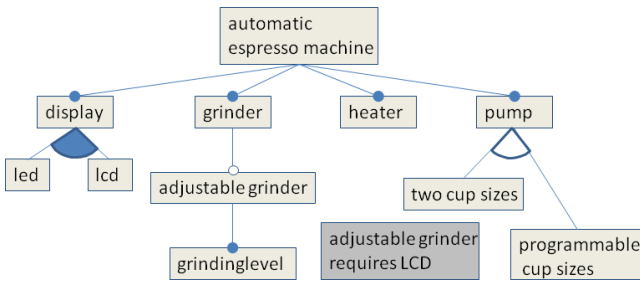 automatic
espresso machine
display
grinder
heater
pump
led
lcd
adjustable grinder
two cup sizes
grindinglevel
adjustable grinder
requires LCD
programmable
cup sizes